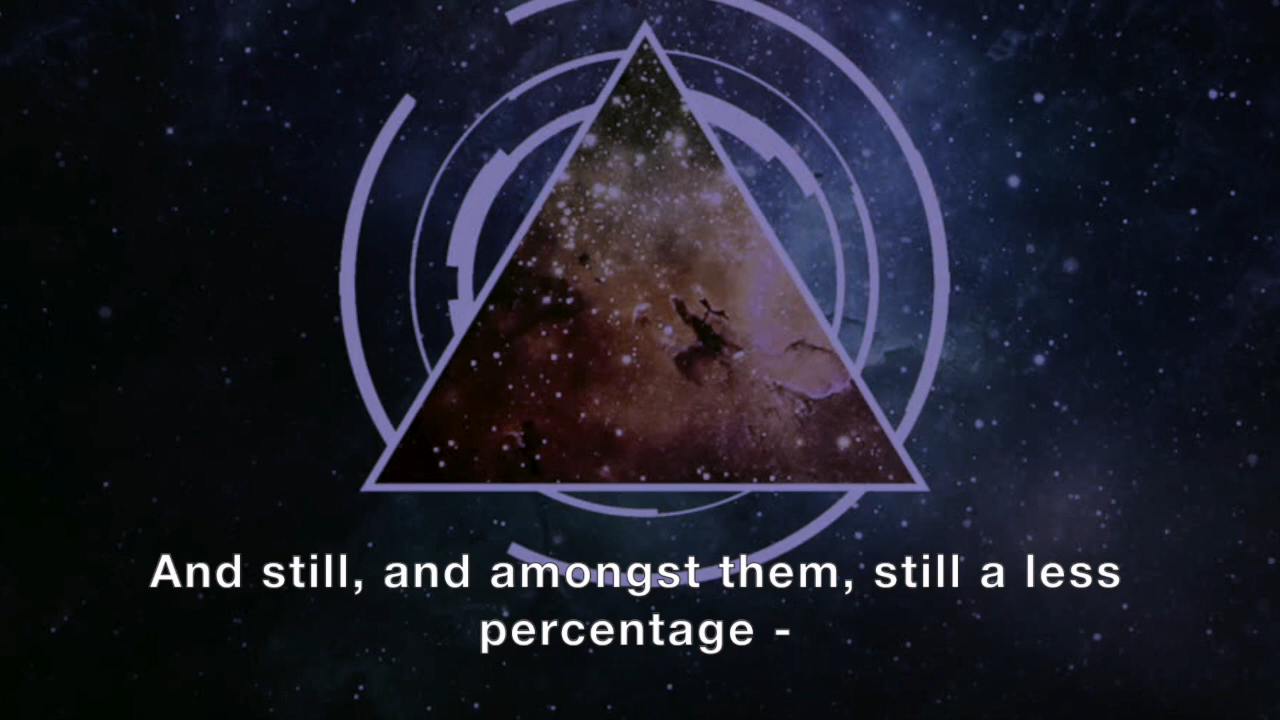 And still, and amongst them, still a less
percentage -